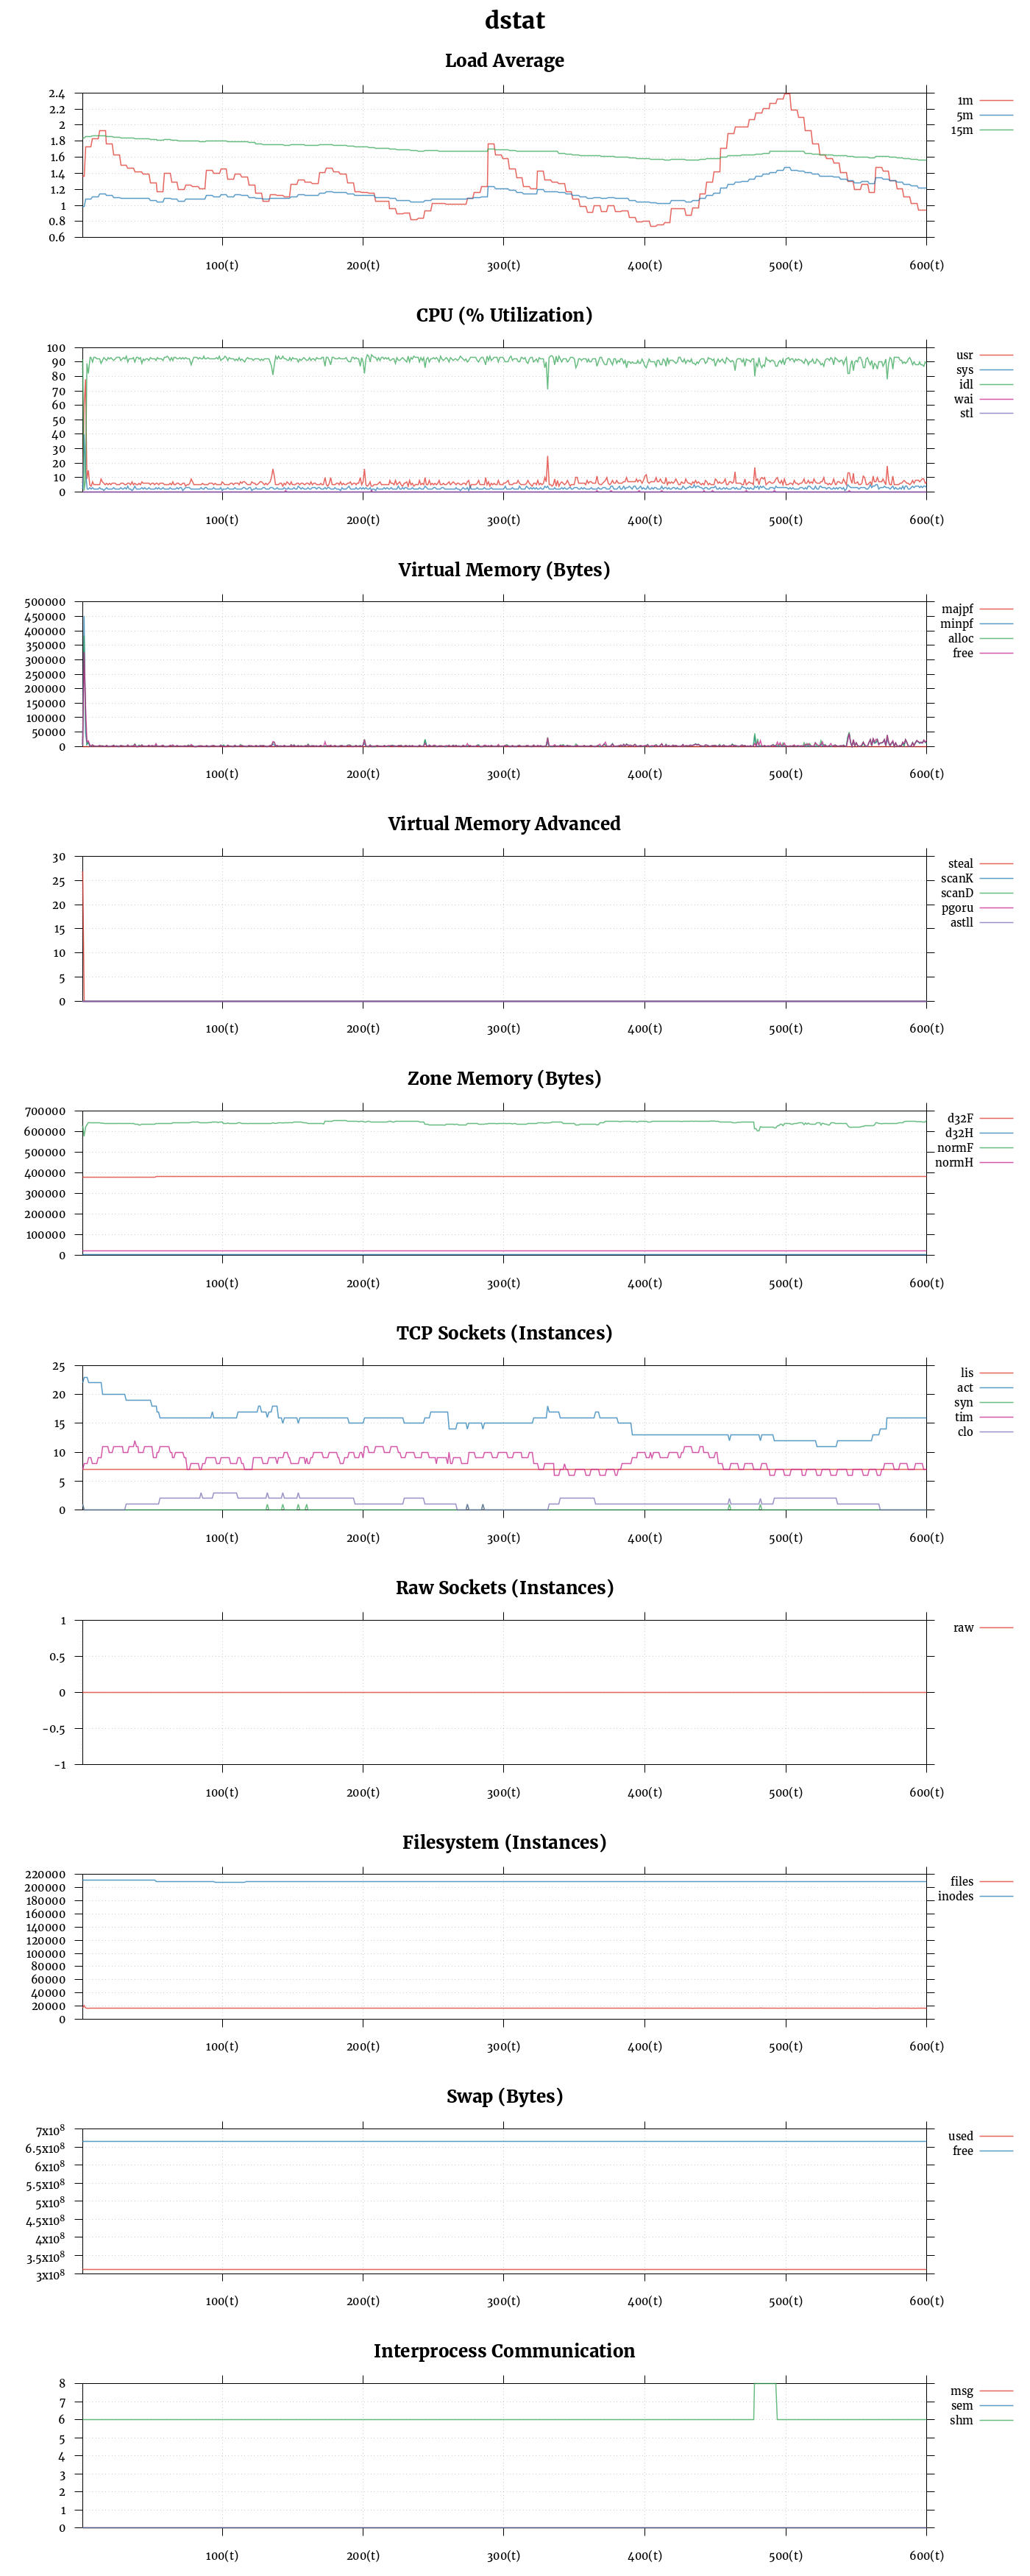 dstat
Load Average
2.4
2.2
2
1.8
1.6
1.4
1.2
1
0.8
0.6
100(t) 200(t) 300(t) 400(t) 500(t) 600(t)
1m
5m
15m
CPU (% Utilization)
100
90
80
70
60
50
40
30
20
10
0
100(t) 200(t) 300(t) 400(t) 500(t) 600(t)
usr
sys
idl
wai
stl
Virtual Memory (Bytes)
500000
450000
400000
350000
300000
250000
200000
150000
100000
50000
0
100(t) 200(t) 300(t) 400(t) 500(t) 600(t)
majpf
minpf
alloc
free
Virtual Memory Advanced
30
25
20
15
10
5
0
100(t) 200(t) 300(t) 400(t) 500(t) 600(t)
steal
scanK
scanD
pgoru
astll
Zone Memory (Bytes)
700000
600000
500000
400000
300000
200000
100000
0
100(t) 200(t) 300(t) 400(t) 500(t) 600(t)
d32F
d32H
normF
normH
TCP Sockets (Instances)
25
20
15
10
5
0
100(t) 200(t) 300(t) 400(t) 500(t) 600(t)
lis
act
syn
tim
clo
Raw Sockets (Instances)
1
0.5
0
-0.5
-1
100(t) 200(t) 300(t) 400(t) 500(t) 600(t)
raw
Filesystem (Instances)
220000
200000
180000
160000
140000
120000
100000
80000
60000
40000
20000
0
100(t) 200(t) 300(t) 400(t) 500(t) 600(t)
files
inodes
Swap (Bytes)
7x10⁸
6.5x10⁸
6x10⁸
5.5x10⁸
5x10⁸
4.5x10⁸
4x10⁸
3.5x10⁸
3x10⁸
100(t) 200(t) 300(t) 400(t) 500(t) 600(t)
used
free
Interprocess Communication
8
7
6
5
4
3
2
1
0
100(t) 200(t) 300(t) 400(t) 500(t) 600(t)
msg
sem
shm